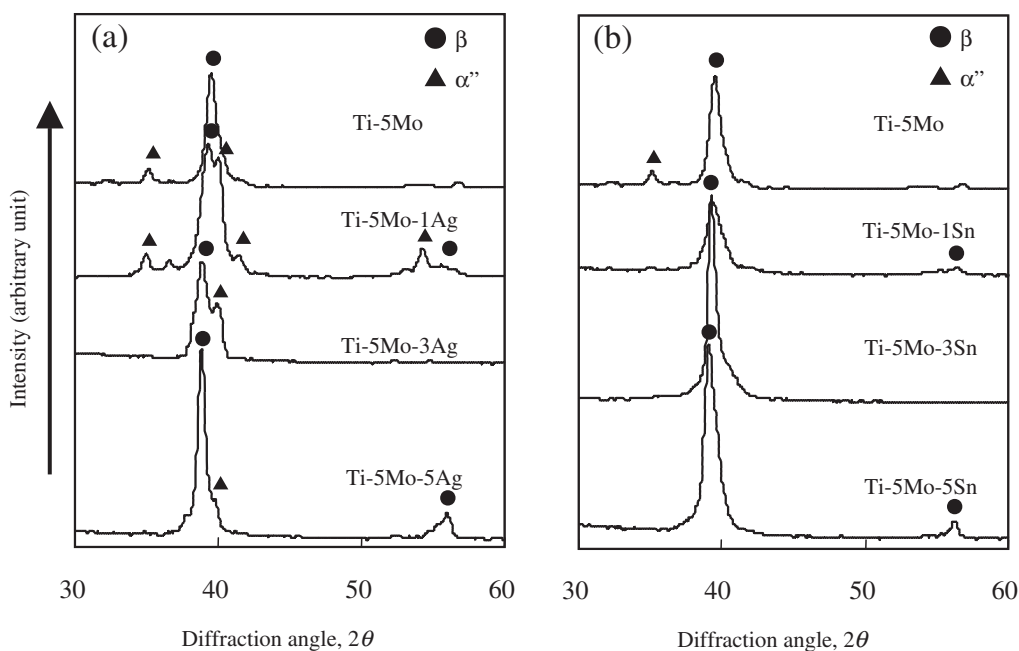 (a)
β
α”
Ti-5Mo
Ti-5Mo-1Ag
Ti-5Mo-3Ag
Ti-5Mo-5Ag
Intensity (arbitrary unit)
30 40 50 60
Diffraction angle, 2θ
(b)
β
α”
Ti-5Mo
Ti-5Mo-1Sn
Ti-5Mo-3Sn
Ti-5Mo-5Sn
30 40 50 60
Diffraction angle, 2θ